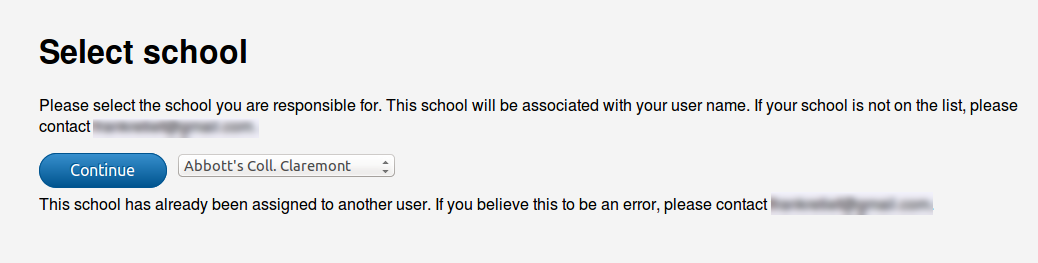 Select school
Please select the school you are responsible for. This school will be associated with your user name. If your school is not on the list, please
contact
Continue
Abbott's Coll. Claremont
This school has already been assigned to another user. If you believe this to be an error, please contact